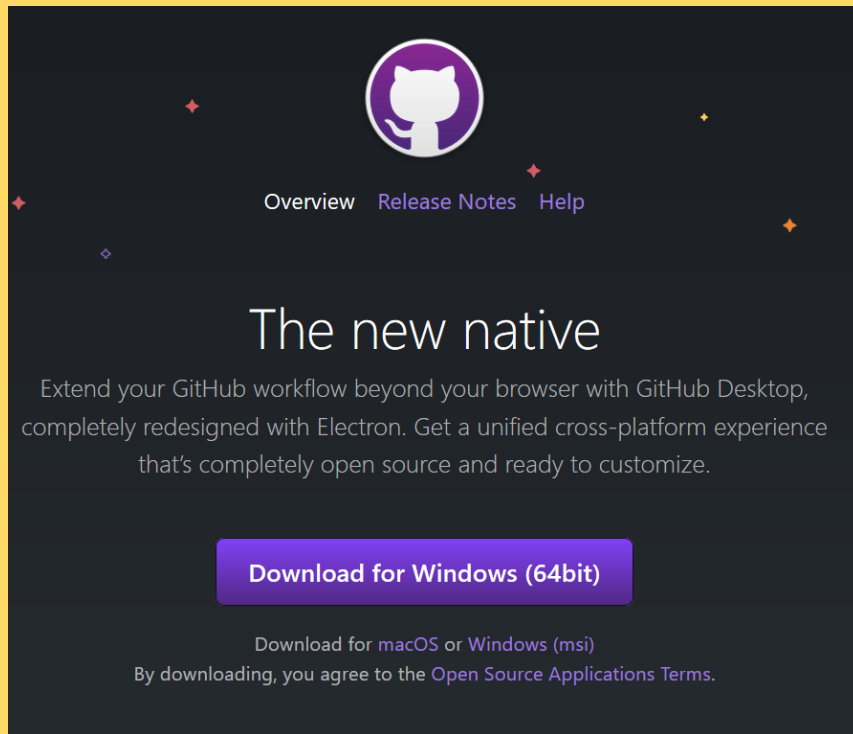 Overview Release Notes Help
The new native
Extend your GitHub workflow beyond your browser with GitHub Desktop,
completely redesigned with Electron. Get a unified cross-platform experience
that’s completely open source and ready to customize.
Download for Windows (64bit)
Download for macOS or Windows (msi)
By downloading, you agree to the Open Source Applications Terms.